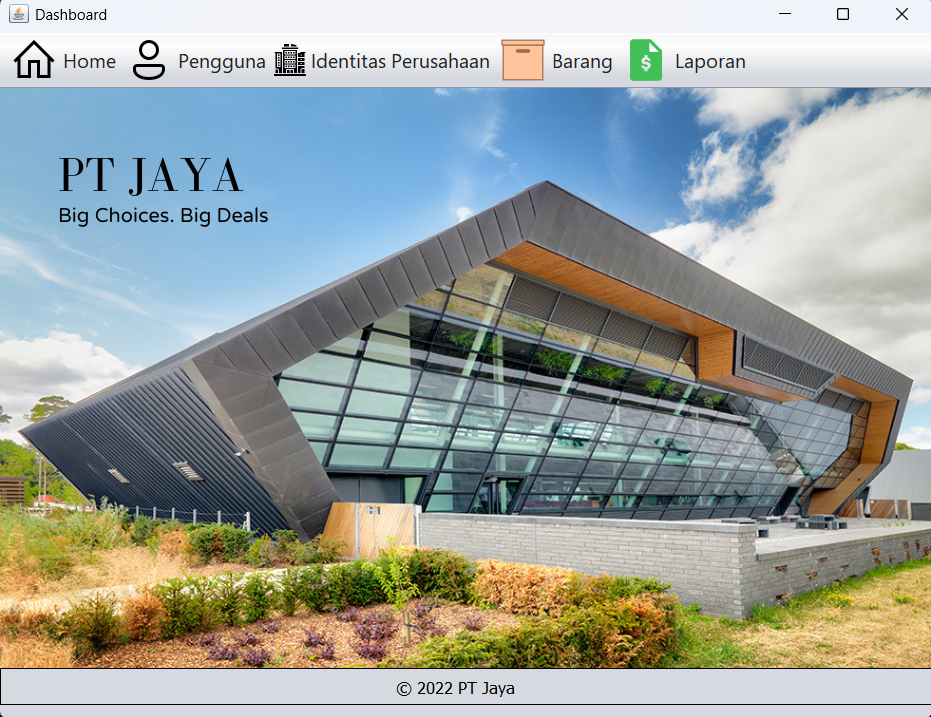 Dashboard
Home Pengguna Identitas Perusahaan Barang Laporan
PT JAYA
Big Choices. Big Deals
© 2022 PT Jaya